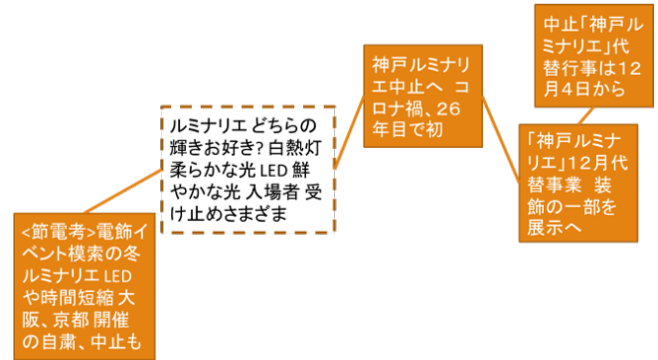 <節電考>電飾イ
ベント模索の冬
ルミナリエ LED
や時間短縮 大
阪、京都 開催
の自粛、中止も
ルミナリエ どちらの
輝きお好き? 白熱灯
柔らかな光 LED 鮮
やかな光 入場者 受
け止めさまざま
神戸ルミナリ
エ中止へ コ
ロナ禍、26
年目で初
「神戸ルミナ
リエ」12月代
替事業 装
飾の一部を
展示へ
中止「神戸ル
ミナリエ」代
替行事は12
月4日から